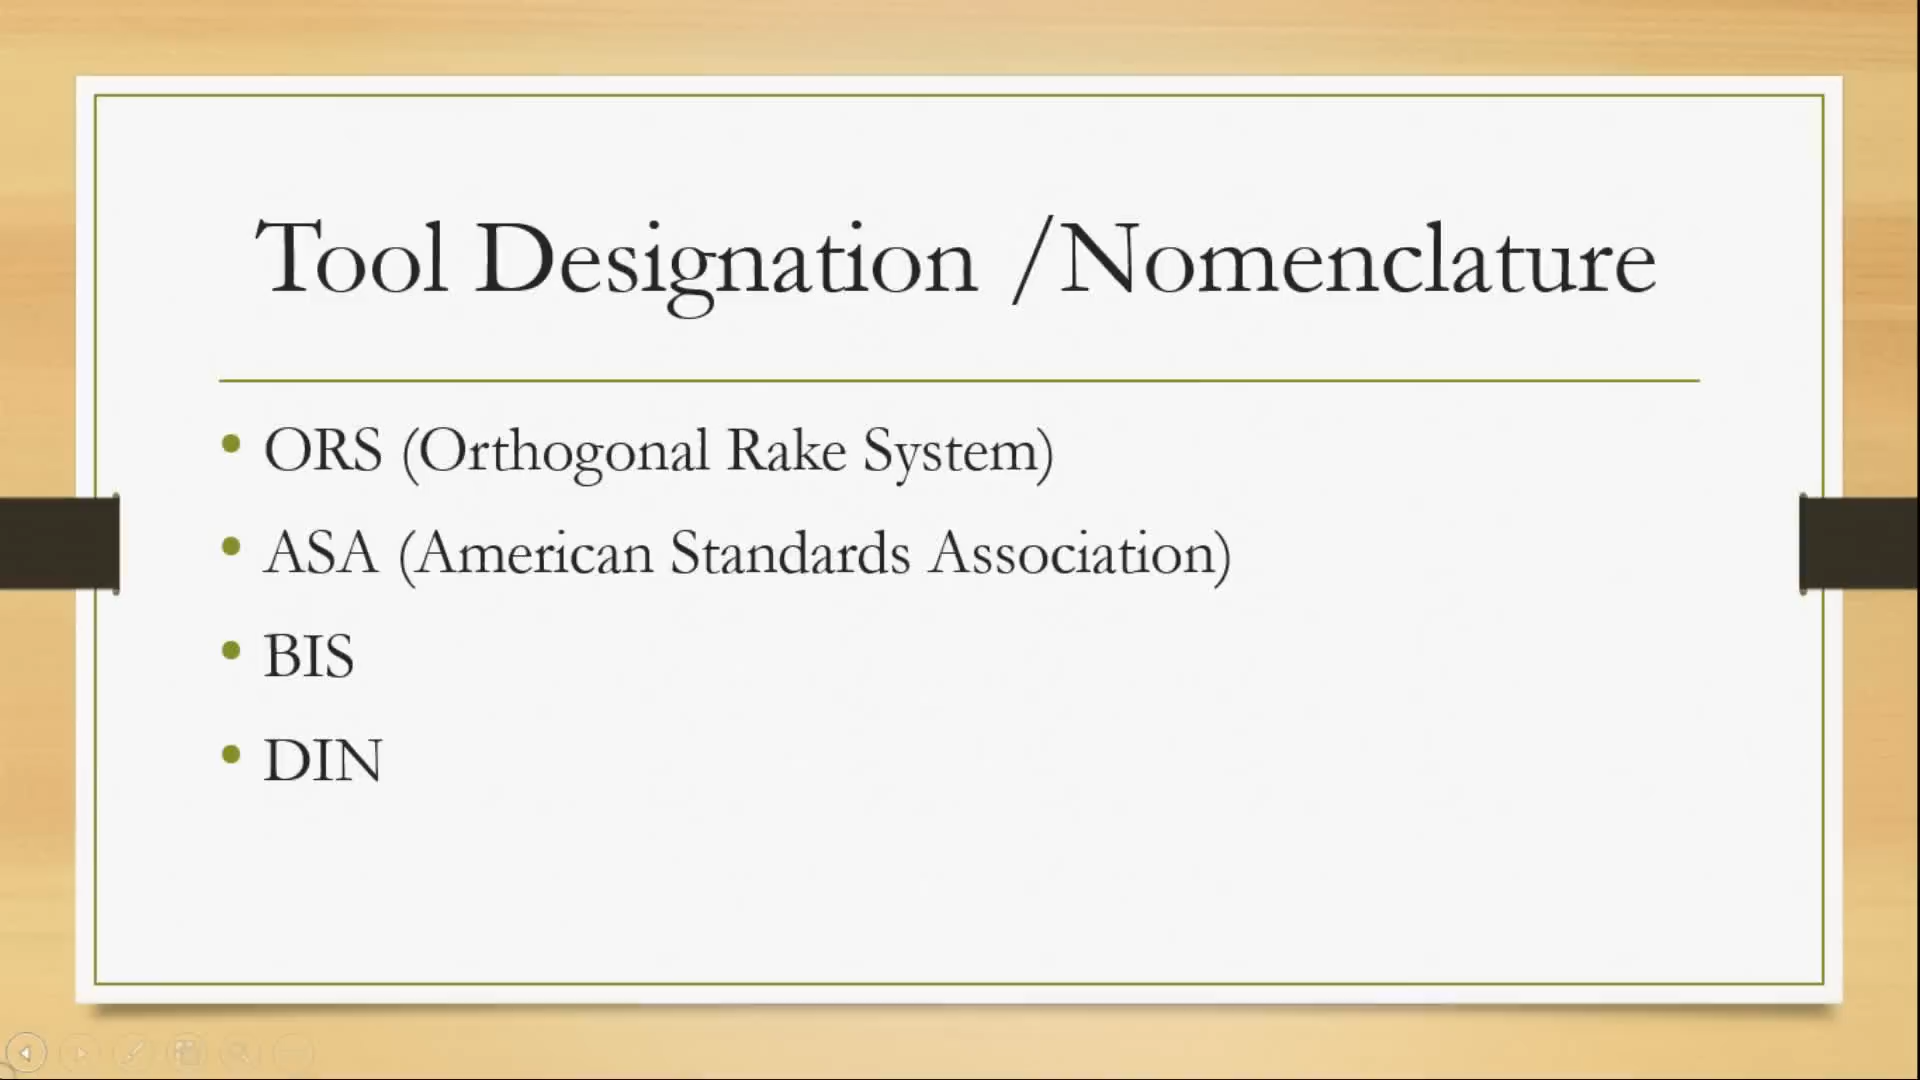 Tool Designation /Nomenclature
ORS (Orthogonal Rake System)
ASA (American Standards Association)
BIS
DIN